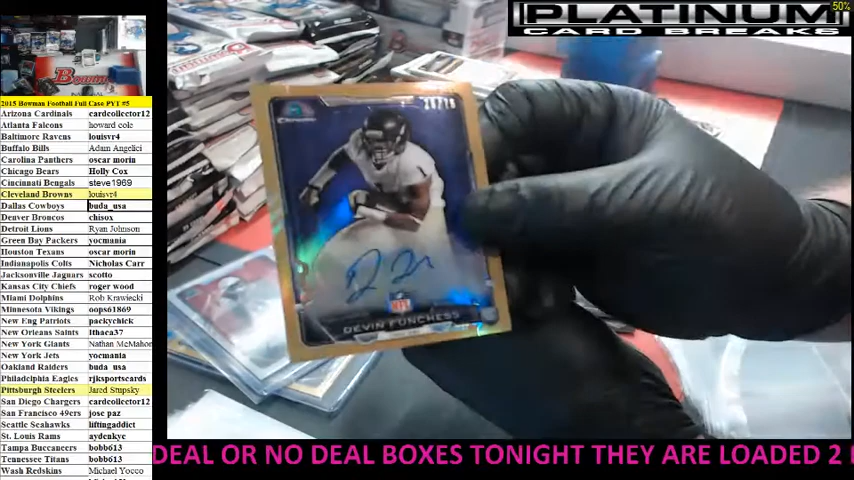 50%
PLATINUM
CARD BREAKS
Bowman
2015 Bowman Football Full Case PYT #5
Arizona Cardinals cardcollector12
Atlanta Falcons howard cole
Baltimore Ravens louisvr4
Buffalo Bills Adam Angelici
Carolina Panthers oscar morin
Chicago Bears Holly Cox
Cincinnati Bengals steve1969
Cleveland Browns louisvr4
Dallas Cowboys buda_usa
Denver Broncos chisox
Detroit Lions Ryan Johnson
Green Bay Packers yocmania
Houston Texans oscar morin
Indianapolis Colts Nicholas Carr
Jacksonville Jaguars scotto
Kansas City Chiefs roger wood
Miami Dolphins Rob Krawiecki
Minnesota Vikings oops61869
New Eng Patriots packychick
New Orleans Saints Ithaca37
New York Giants Nathan McMahon
New York Jets yocmania
Oakland Raiders buda_usa
Philadelphia Eagles rjksportscards
Pittsburgh Steelers Jared Stupsky
San Diego Chargers cardcollector12
San Francisco 49ers jose paz
Seattle Seahawks liftingaddict
St. Louis Rams aydenkye
Tampa Buccaneers bobb613
Tennessee Titans bobb613
Wash Redskins Michael Yocco
Chrome
1
NFL
DEVIN FUNCHESS
DEAL OR NO DEAL BOXES TONIGHT THEY ARE LOADED 2